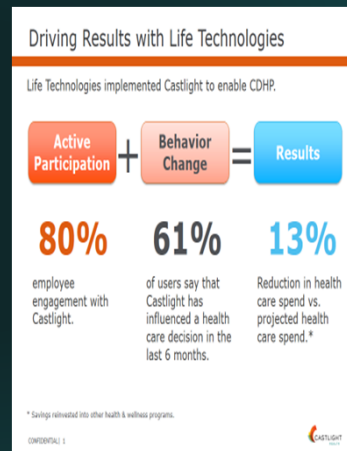 Driving Results with Life Technologies
Life Technologies implemented Castlight to enable CDHP.
Active
Participation
+
Behavior
Change
=
Results
80%
employee
engagement with
Castlight.
61%
of users say that
Castlight has
influenced a health
care decision in the
last 6 months.
13%
Reduction in health
care spend vs.
projected health
care spend.*
* Savings reinvested into other health & wellness programs.
CONFIDENTIAL| 1
CASTLIGHT